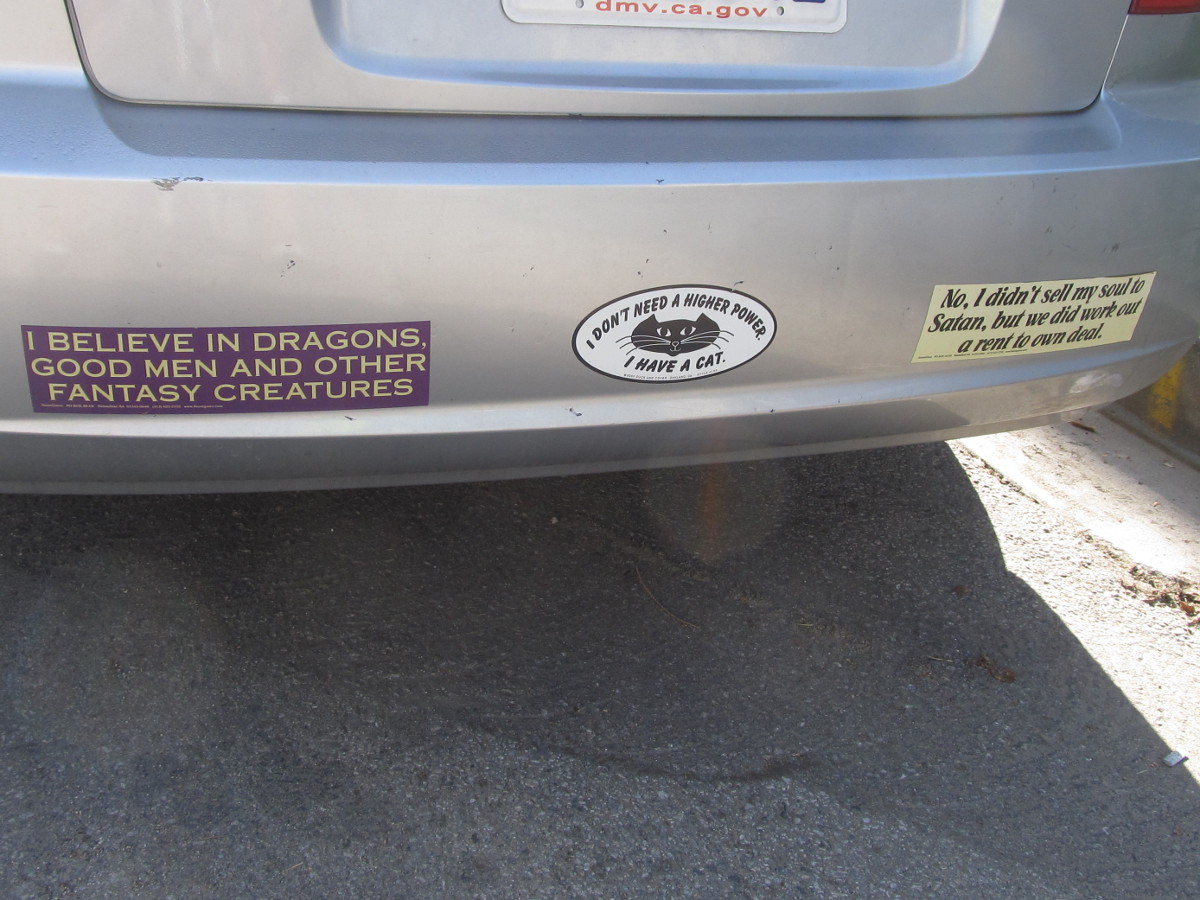 dmv.ca.gov
I BELIEVE IN DRAGONS,
GOOD MEN AND OTHER
FANTASY CREATURES
I DON'T NEED A HIGHER POWER.
I HAVE A CAT.
No, I didn't sell my soul to
Satan, but we did work out
a rent to own deal.